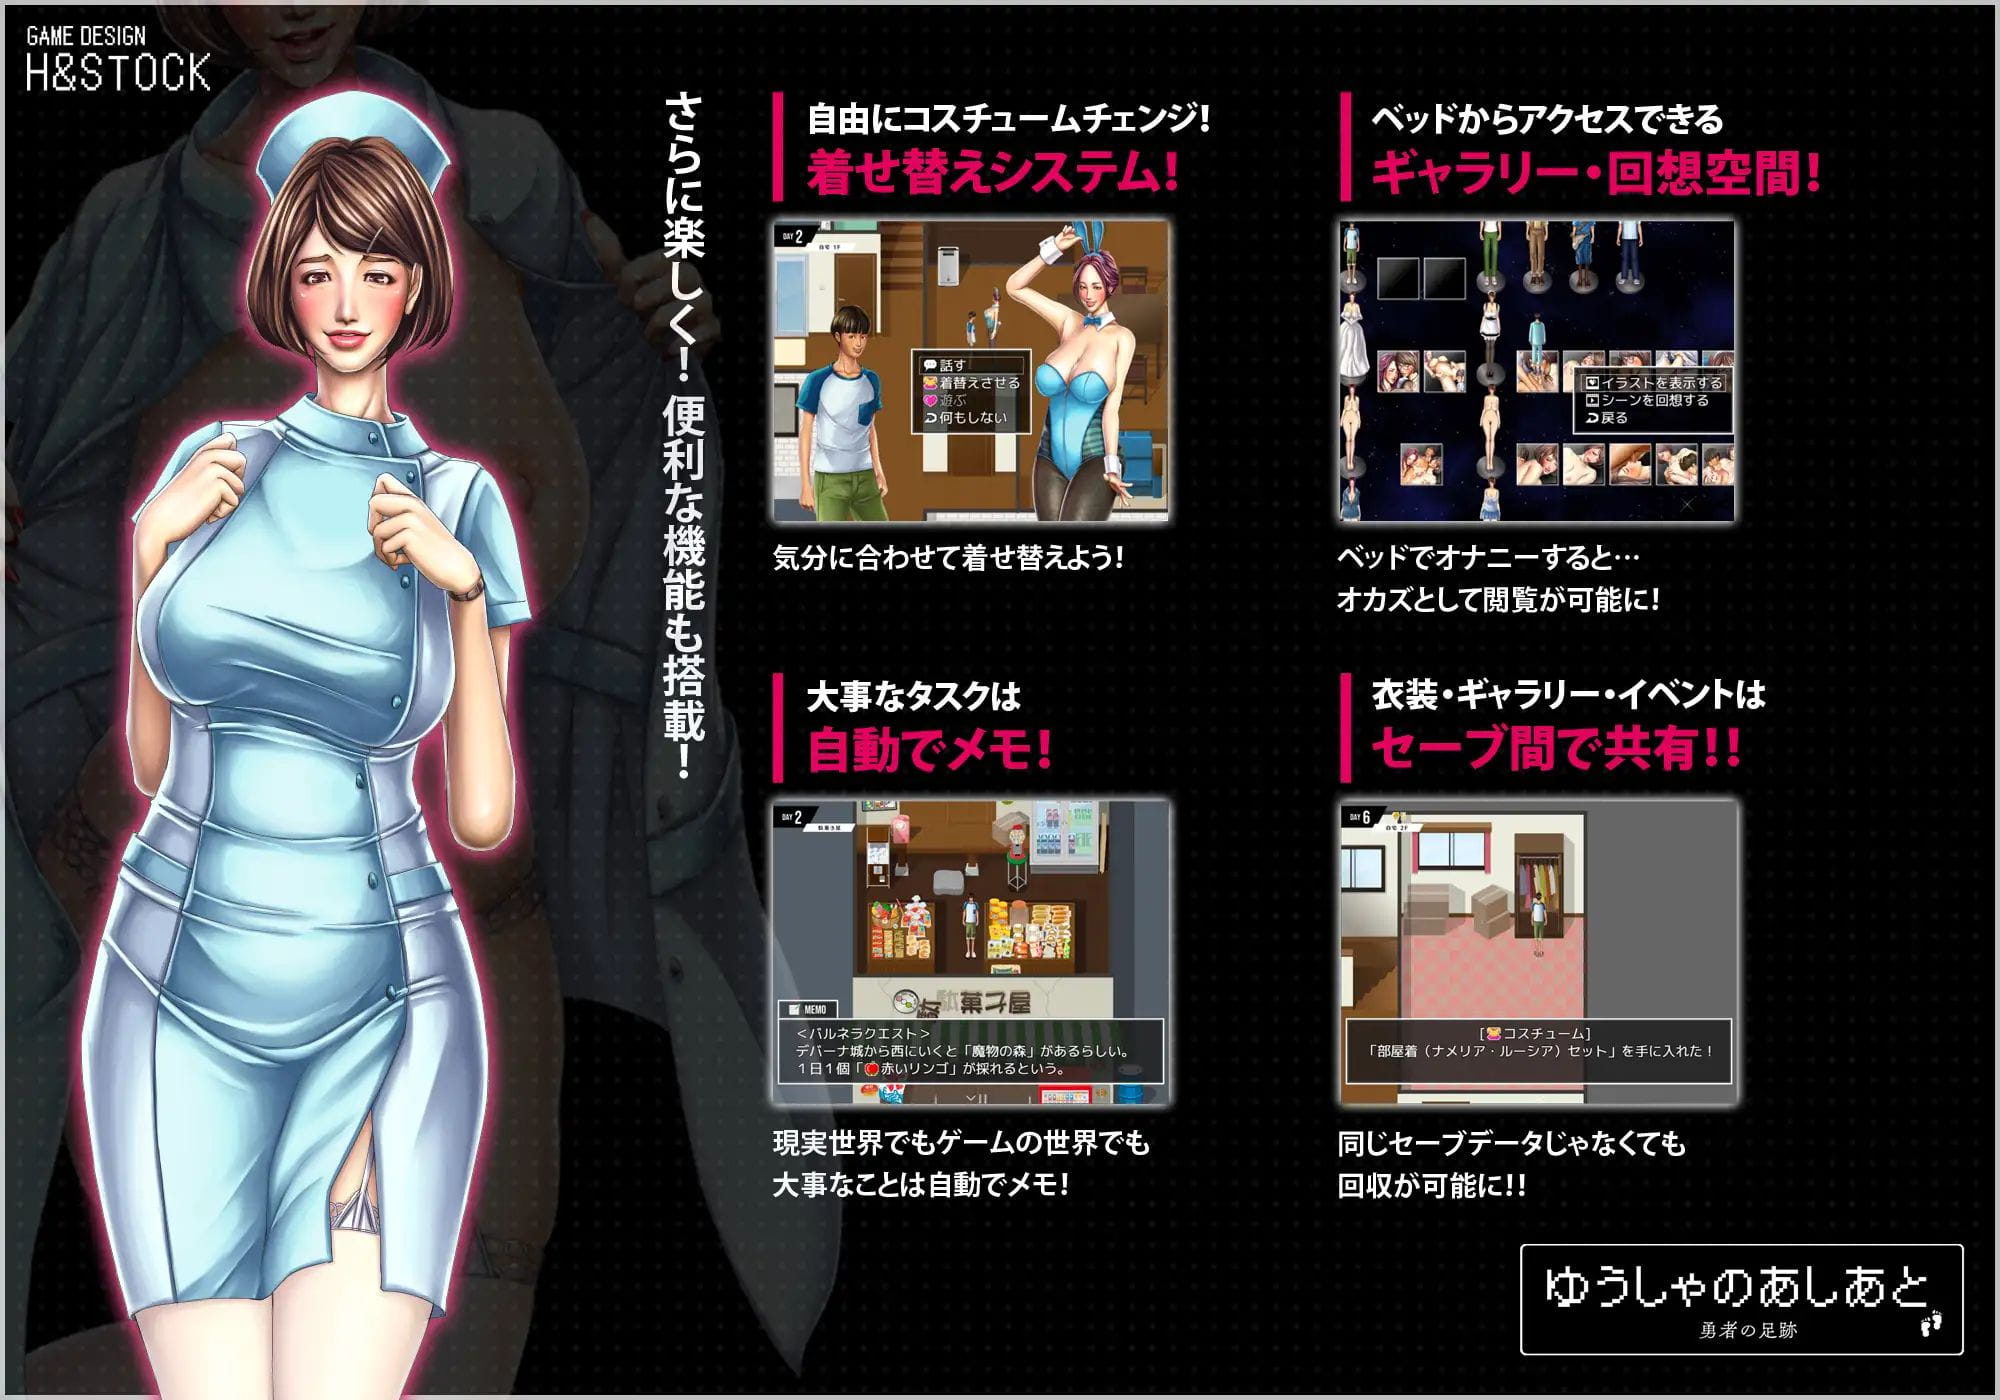 GAME DESIGN
H&STOCK
さらに楽しく！便利な機能も搭載！
自由にコスチュームチェンジ！
着せ替えシステム！
DAY 2
自宅 1F
話す
着替えさせる
遊ぶ
何もしない
気分に合わせて着せ替えよう！
ベッドからアクセスできる
ギャラリー・回想空間！
イラストを表示する
シーンを回想する
戻る
ベッドでオナニーすると…
オカズとして閲覧が可能に！
大事なタスクは
自動でメモ！
DAY 2
駄菓子屋
駄菓子屋
MEMO
＜バルネラクエスト＞
デバーナ城から西にいくと「魔物の森」があるらしい。
１日１個「赤いリンゴ」が採れるという。
現実世界でもゲームの世界でも
大事なことは自動でメモ！
衣装・ギャラリー・イベントは
セーブ間で共有！！
DAY 6
自宅 2F
[コスチューム]
「部屋着（ナメリア・ルーシア）セット」を手に入れた！
同じセーブデータじゃなくても
回収が可能に！！
ゆうしゃのあしあと
勇者の足跡